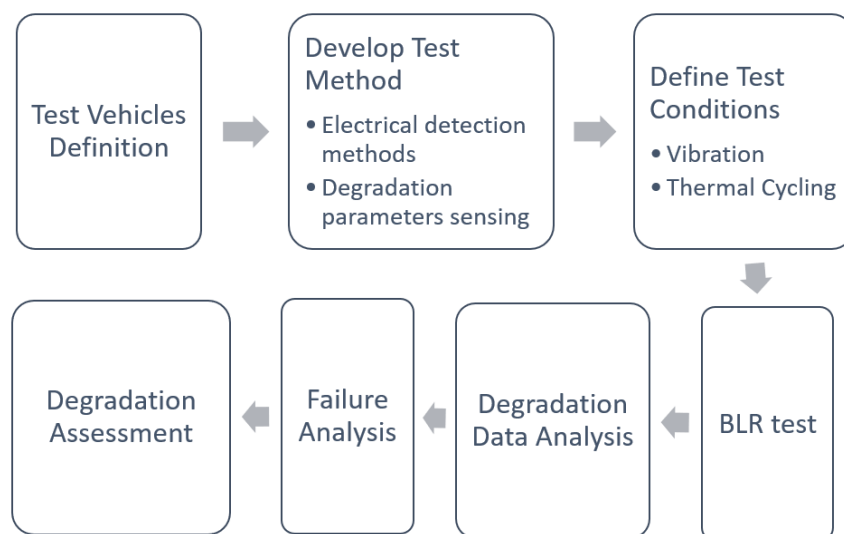 Test Vehicles
Definition
Develop Test
Method
• Electrical detection
methods
• Degradation
parameters sensing
Define Test
Conditions
• Vibration
• Thermal Cycling
BLR test
Degradation
Data Analysis
Failure
Analysis
Degradation
Assessment